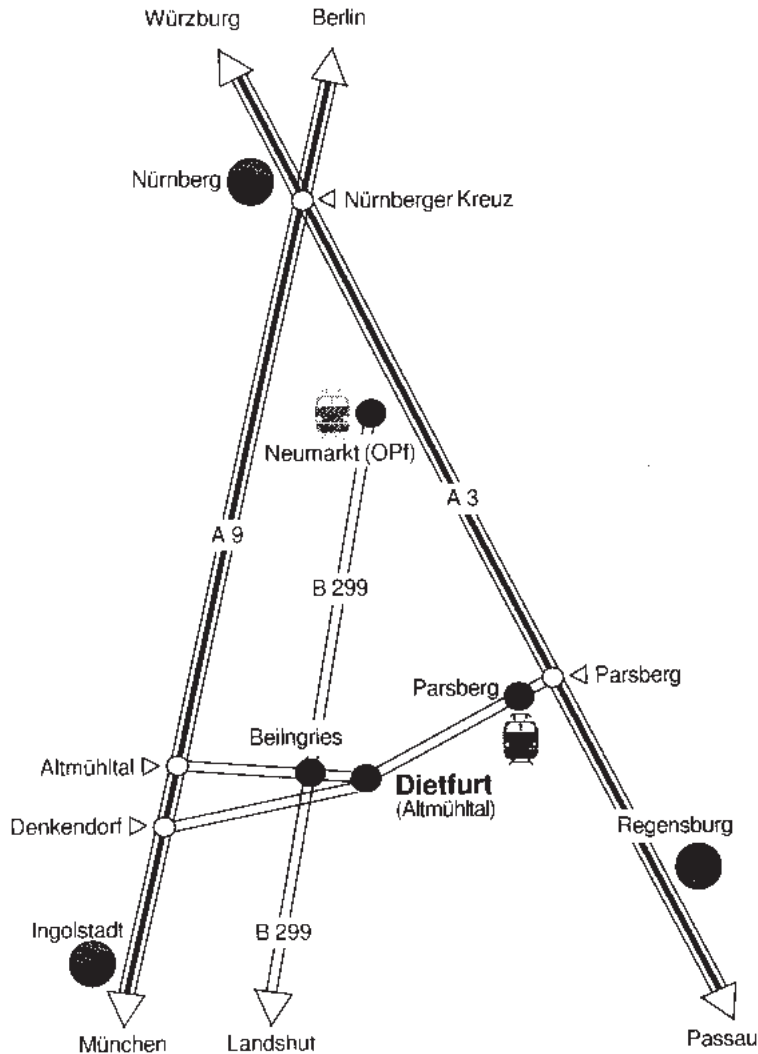 Würzburg
Berlin
Nürnberg
Nürnberger Kreuz
Neumarkt (OPf)
A 3
A 9
B 299
Parsberg
Parsberg
Beilngries
Altmühltal
Dietfurt
(Altmühltal)
Denkendorf
Regensburg
Ingolstadt
B 299
München
Landshut
Passau